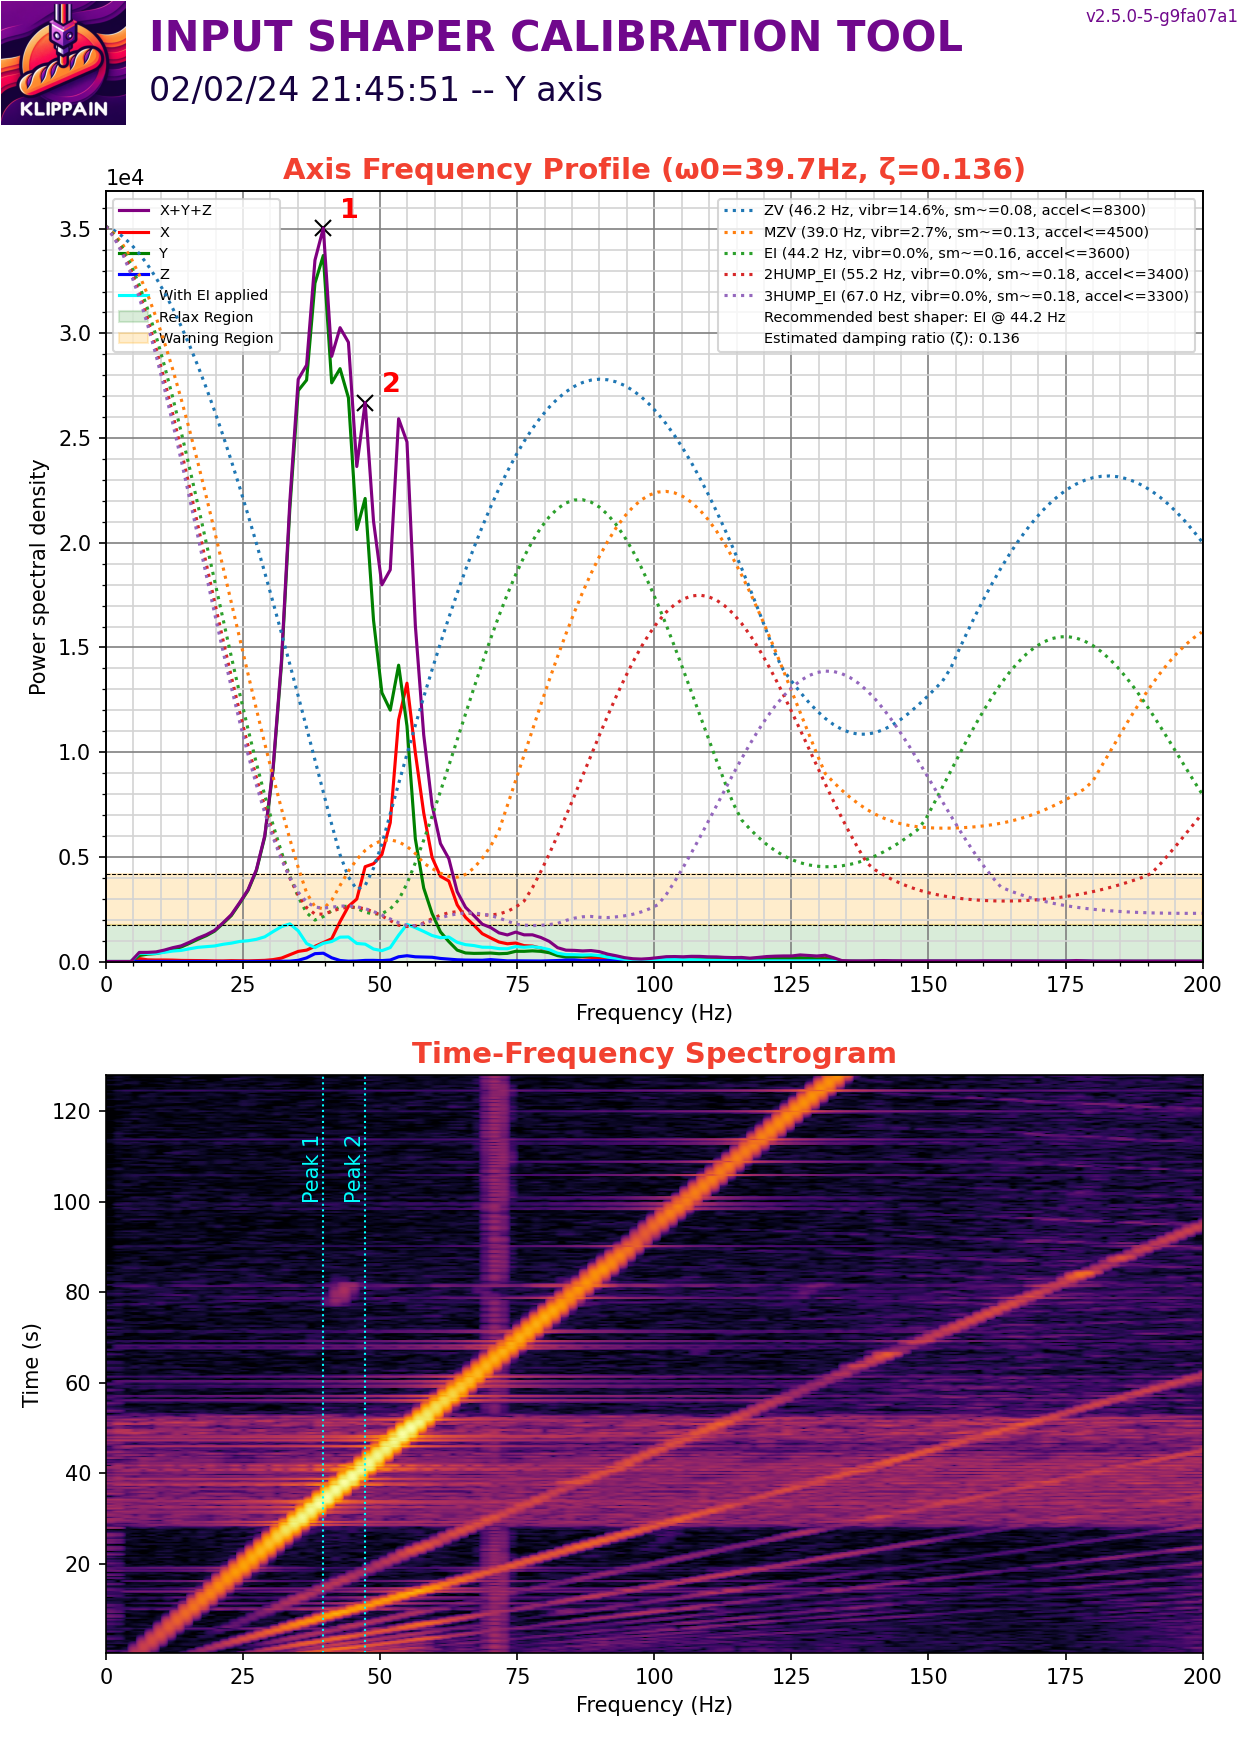 KLIPPAIN
INPUT SHAPER CALIBRATION TOOL
v2.5.0-5-g9fa07a1
02/02/24 21:45:51 -- Y axis
Axis Frequency Profile (ω0=39.7Hz, ζ=0.136)
1e4
X+Y+Z
X
Y
Z
With EI applied
Relax Region
Warning Region
1
2
ZV (46.2 Hz, vibr=14.6%, sm~=0.08, accel<=8300)
MZV (39.0 Hz, vibr=2.7%, sm~=0.13, accel<=4500)
EI (44.2 Hz, vibr=0.0%, sm~=0.16, accel<=3600)
2HUMP_EI (55.2 Hz, vibr=0.0%, sm~=0.18, accel<=3400)
3HUMP_EI (67.0 Hz, vibr=0.0%, sm~=0.18, accel<=3300)
Recommended best shaper: EI @ 44.2 Hz
Estimated damping ratio (ζ): 0.136
Power spectral density
3.5
3.0
2.5
2.0
1.5
1.0
0.5
0.0
0 25 50 75 100 125 150 175 200
Frequency (Hz)
Time-Frequency Spectrogram
Time (s)
120
100
80
60
40
20
Peak 1
Peak 2
0 25 50 75 100 125 150 175 200
Frequency (Hz)